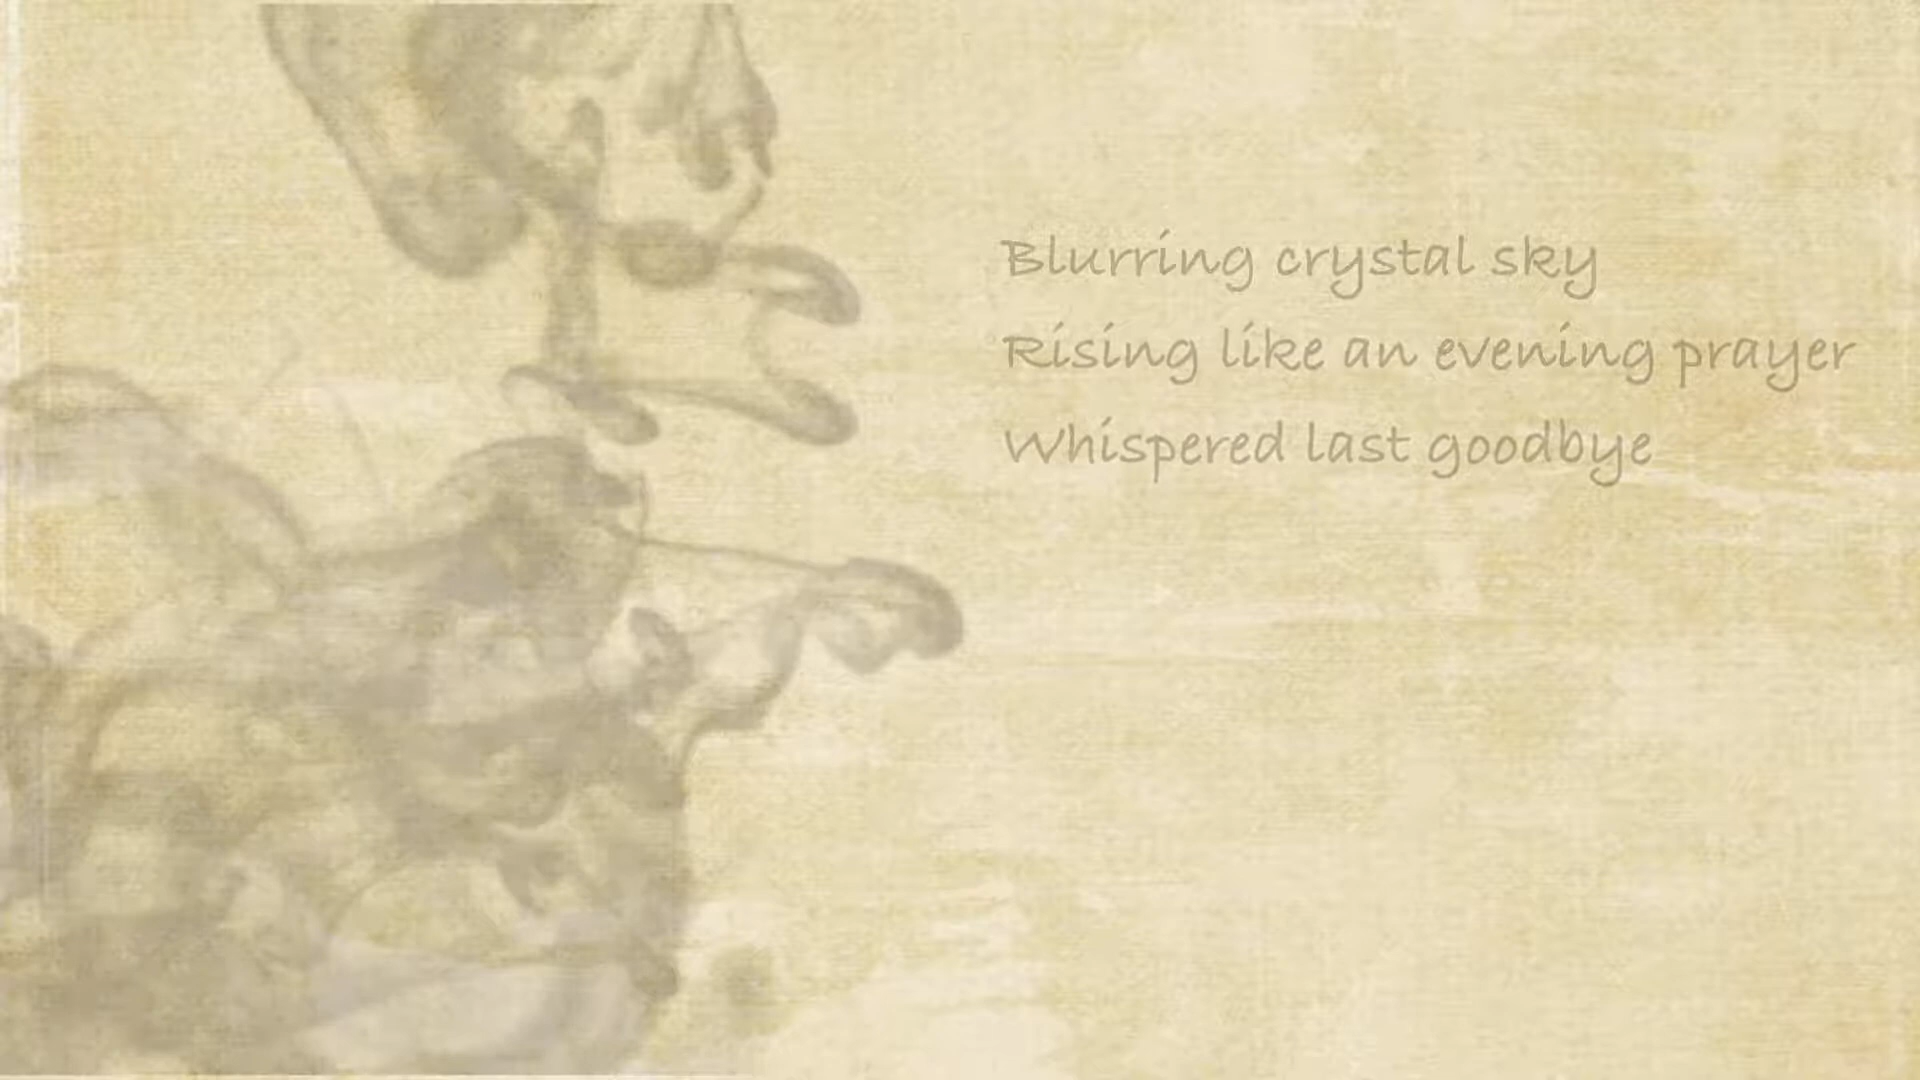 Blurring crystal sky
Rising like an evening prayer
Whispered last goodbye